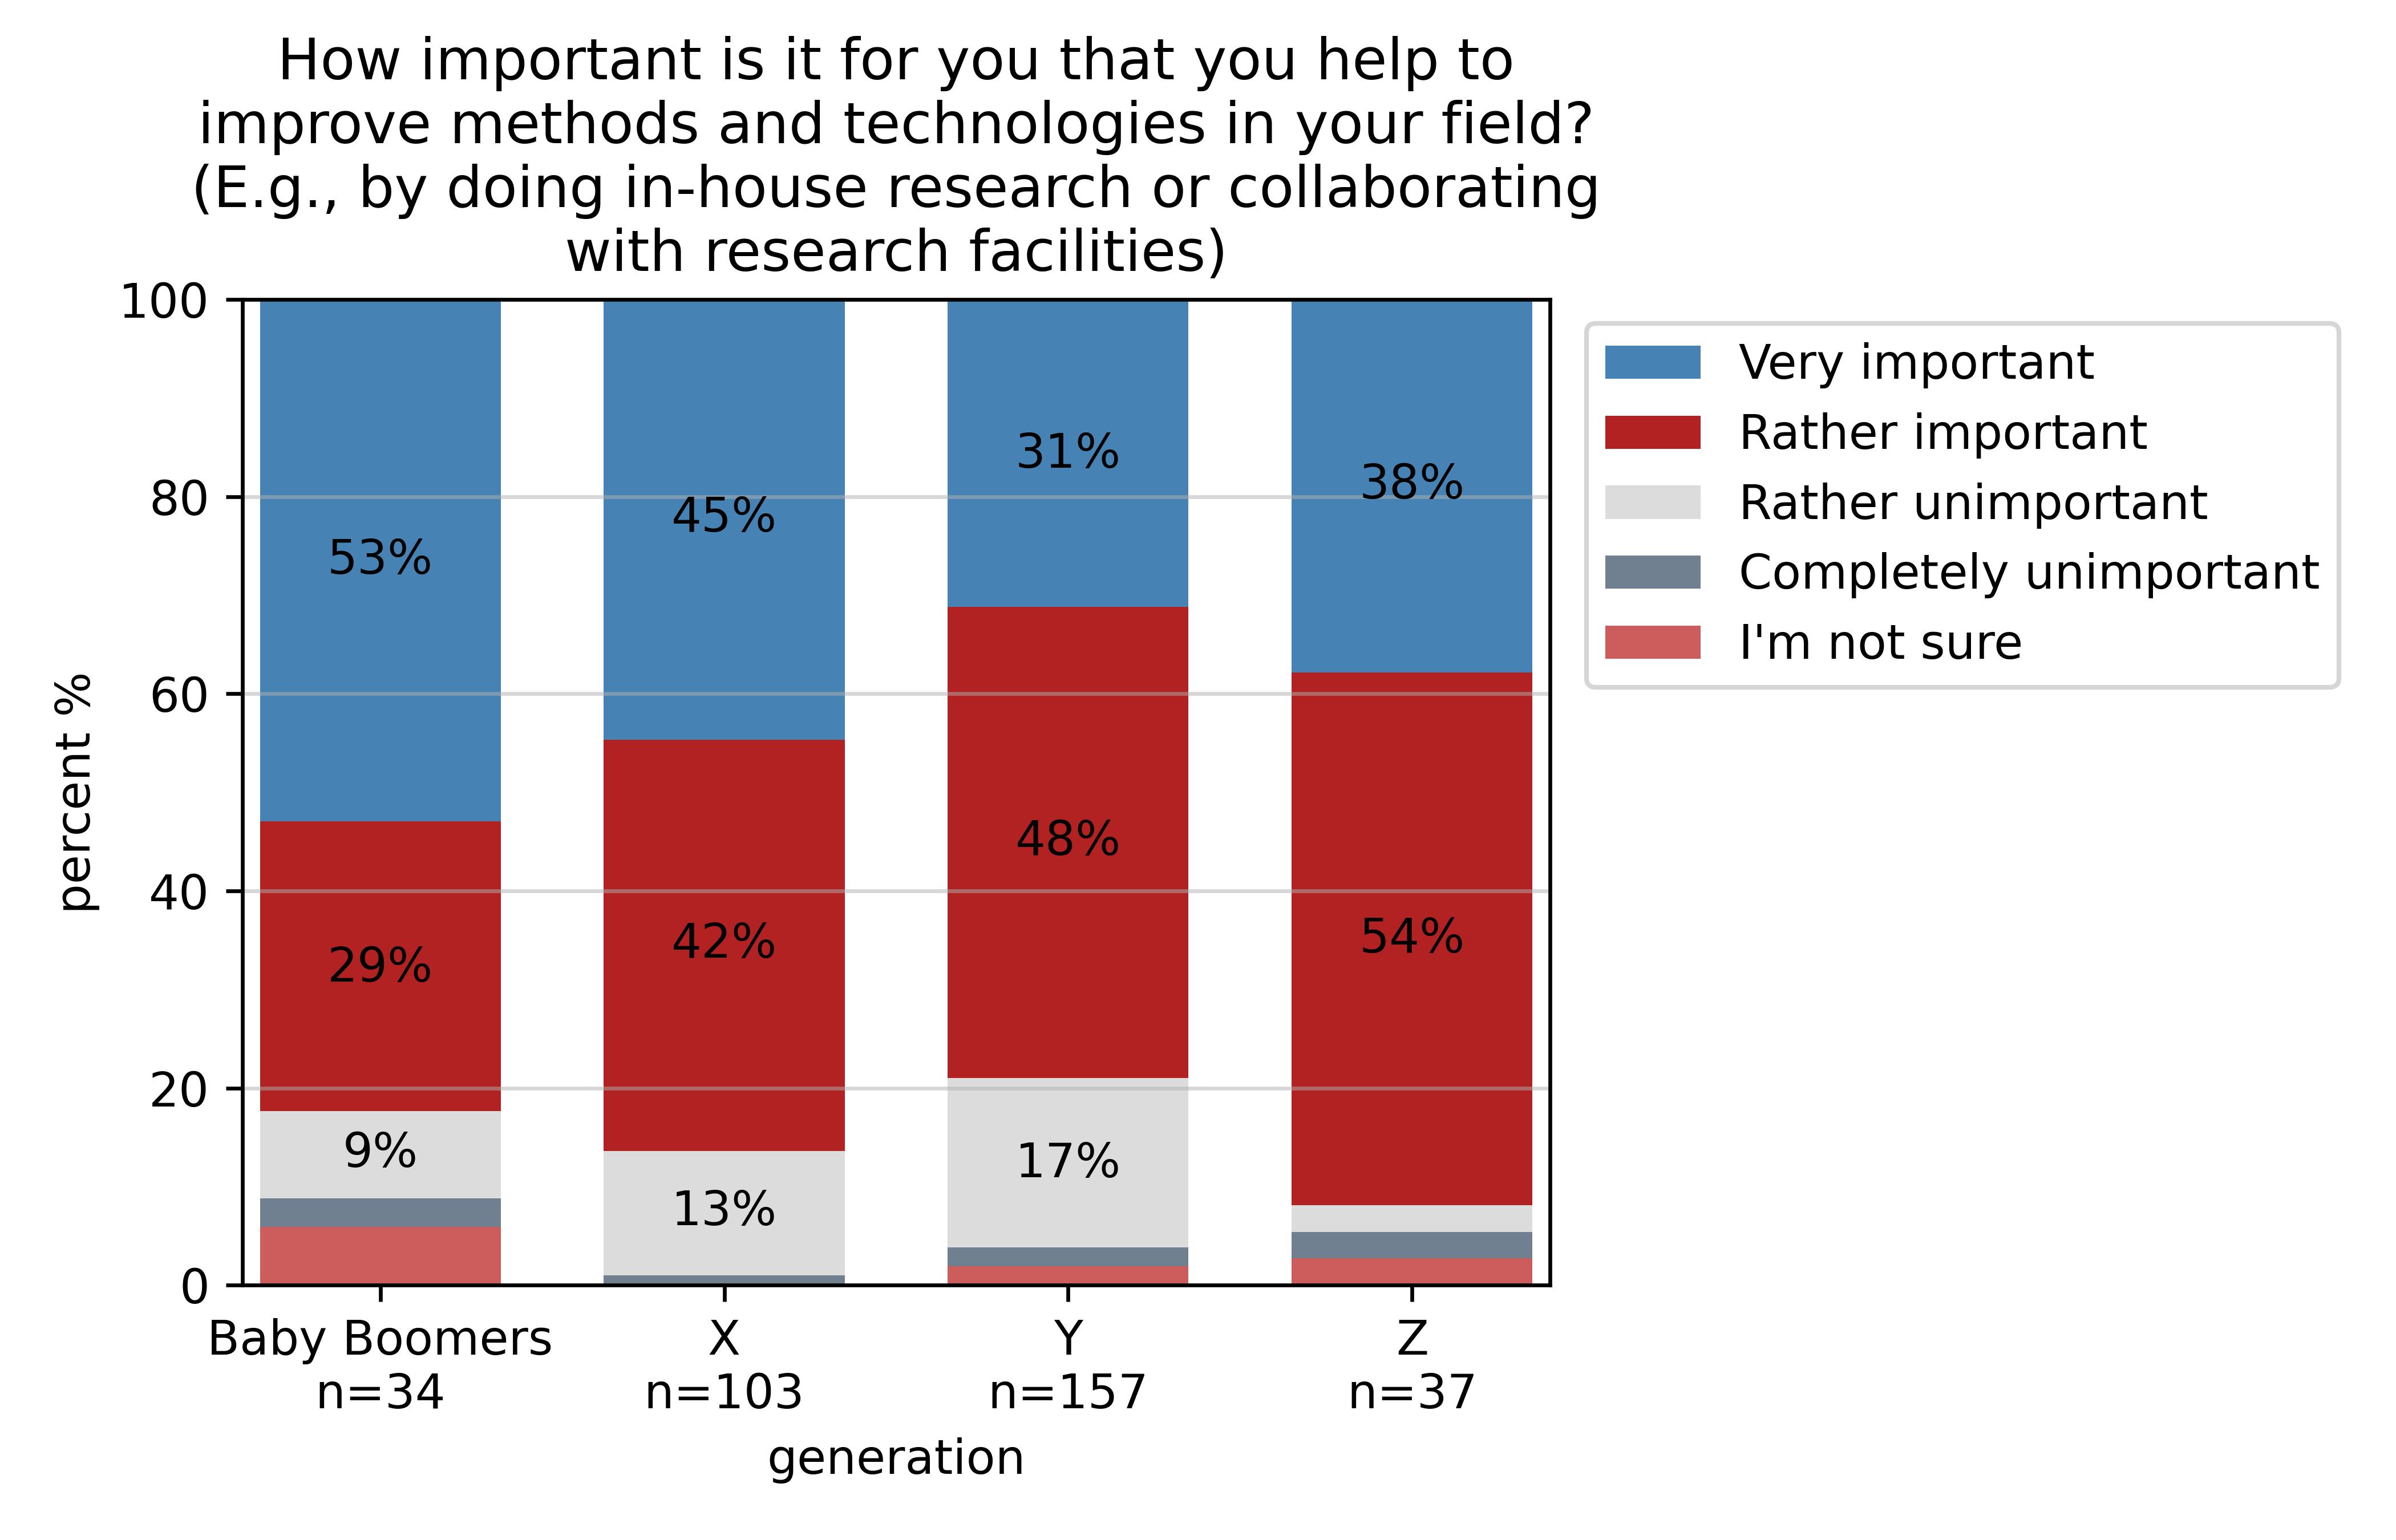 How important is it for you that you help to
improve methods and technologies in your field?
(E.g., by doing in-house research or collaborating
with research facilities)
100
80
60
40
20
0
percent %
53%
29%
9%
45%
42%
13%
31%
48%
17%
38%
54%
Baby Boomers
n=34
X
n=103
Y
n=157
Z
n=37
generation
Very important
Rather important
Rather unimportant
Completely unimportant
I'm not sure